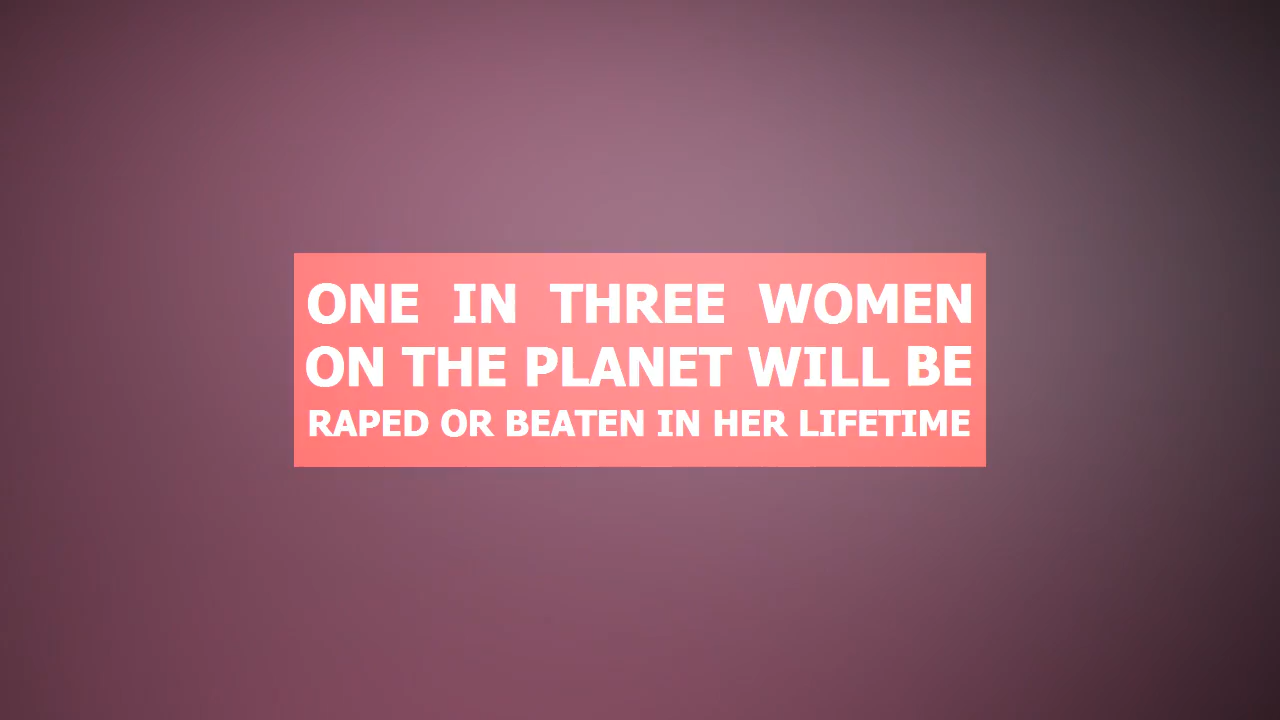 ONE IN THREE WOMEN
ON THE PLANET WILL BE
RAPED OR BEATEN IN HER LIFETIME